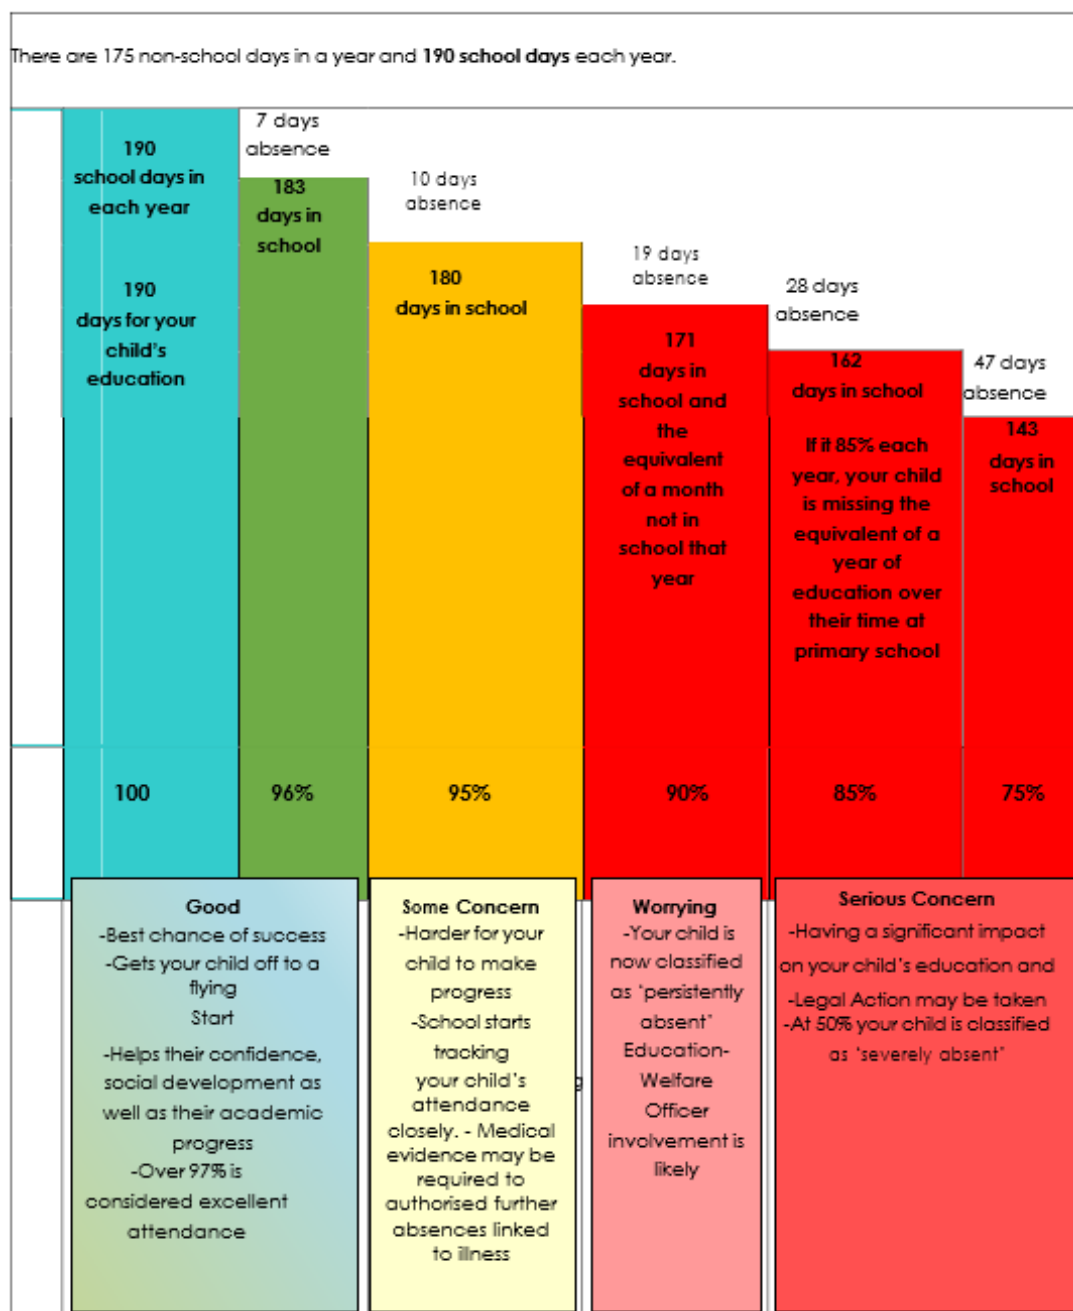 There are 175 non-school days in a year and 190 school days each year.
190
school days in
each year
190
days for your
child's
education
7 days
absence
183
days in
school
10 days
absence
180
days in school
19 days
absence
171
days in
school and
the
equivalent
of a month
not in
school that
year
28 days
absence
162
days in school
If it 85% each
year, your child
is missing the
equivalent of a
year of
education over
their time at
primary school
47 days
absence
143
days in
school
100
96%
95%
90%
85%
75%
Good
-Best chance of success
-Gets your child off to a
flying
Start
-Helps their confidence,
social development as
well as their academic
progress
-Over 97% is
considered excellent
attendance
Some Concern
-Harder for your
child to make
progress
-School starts
tracking
your child's
attendance
closely. - Medical
evidence may be
required to
authorised further
absences linked
to illness
g
Worrying
-Your child is
now classified
as 'persistently
absent'
Education-
Welfare
Officer
involvement is
likely
Serious Concern
-Having a significant impact
on your child's education and
-Legal Action may be taken
-At 50% your child is classified
as 'severely absent'